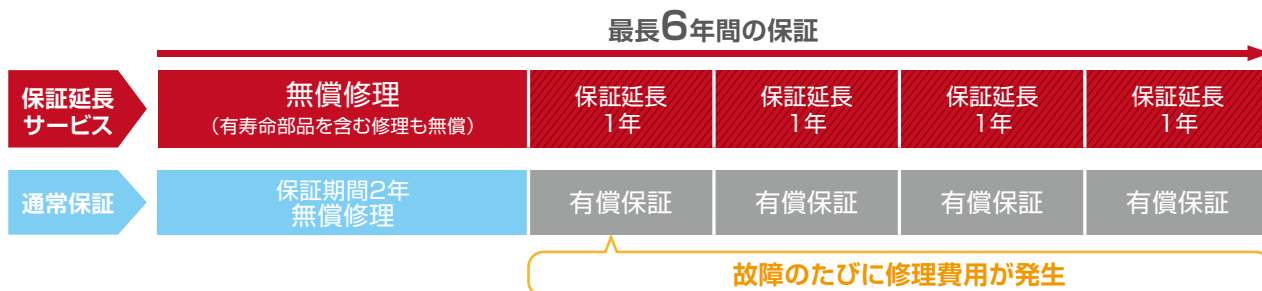 最長6年間の保証
保証延長
サービス
無償修理
（有寿命部品を含む修理も無償）
保証延長
1年
保証延長
1年
保証延長
1年
保証延長
1年
通常保証
保証期間2年
無償修理
有償保証
有償保証
有償保証
有償保証
故障のたびに修理費用が発生